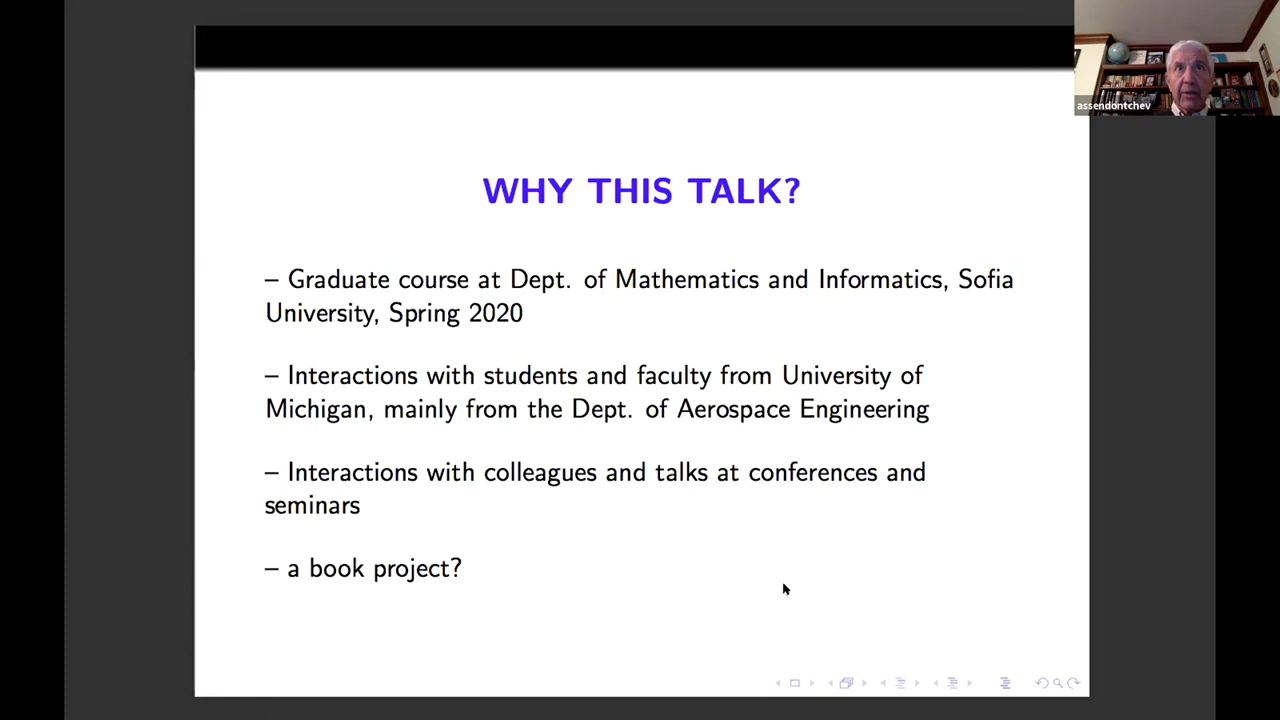 assendontchev
WHY THIS TALK?
– Graduate course at Dept. of Mathematics and Informatics, Sofia
University, Spring 2020
– Interactions with students and faculty from University of
Michigan, mainly from the Dept. of Aerospace Engineering
– Interactions with colleagues and talks at conferences and
seminars
– a book project?